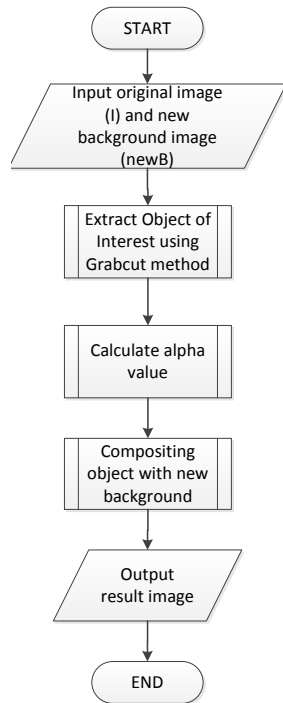 START
Input original image
(I) and new
background image
(newB)
Extract Object of
Interest using
Grabcut method
Calculate alpha
value
Compositing
object with new
background
Output
result image
END